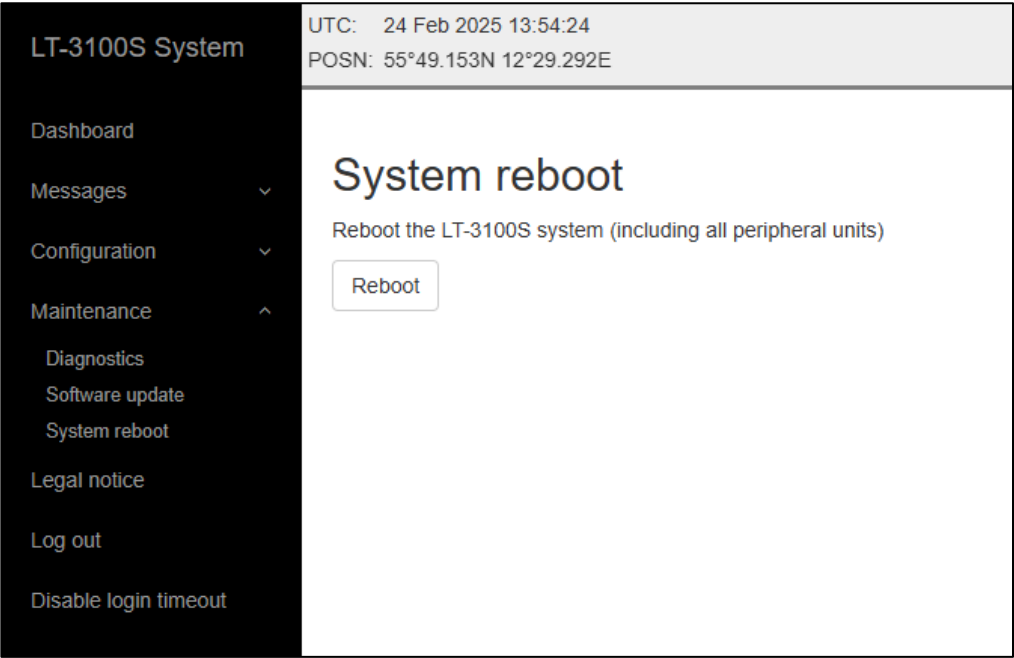 LT-3100S System
Dashboard
Messages
Configuration
Maintenance
Diagnostics
Software update
System reboot
Legal notice
Log out
Disable login timeout
UTC: 24 Feb 2025 13:54:24
POSN: 55°49.153N 12°29.292E
System reboot
Reboot the LT-3100S system (including all peripheral units)
Reboot